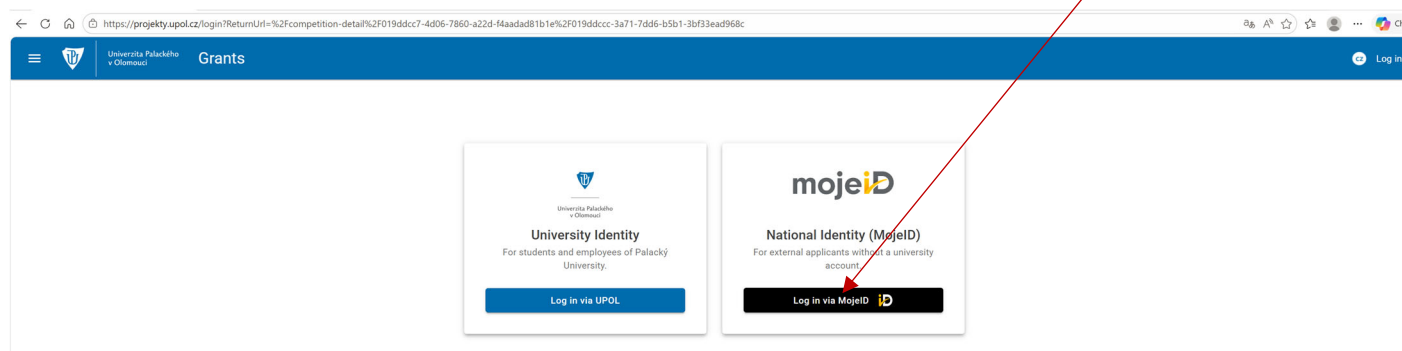 https://projekty.upol.cz/login?ReturnUrl=%2Fcompetition-detail%2F019ddcc7-4d06-7860-a22d-f4aadad81b1e%2F019ddccc-3a71-7dd6-b5b1-3bf33ead968c
Univerzita Palackého
v Olomouci
Grants
CZ
Log in
Univerzita Palackého
v Olomouci
University Identity
For students and employees of Palacký
University.
Log in via UPOL
mojeiD
National Identity (MojeID)
For external applicants without a university
account.
Log in via MojeID